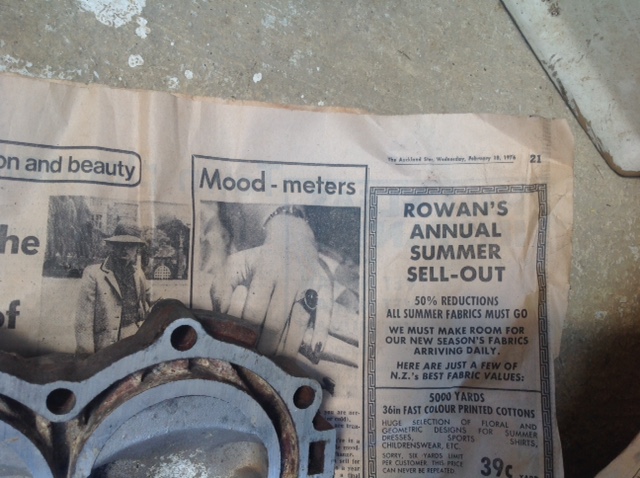 The Auckland Star, Wednesday, February 18, 1976 21
on and beauty
he
of
Mood-meters
ROWAN'S
ANNUAL
SUMMER
SELL-OUT
50% REDUCTIONS
ALL SUMMER FABRICS MUST GO
WE MUST MAKE ROOM FOR
OUR NEW SEASON'S FABRICS
ARRIVING DAILY.
HERE ARE JUST A FEW OF
N.Z.'s BEST FABRIC VALUES:
5000 YARDS
36in FAST COLOUR PRINTED COTTONS
HUGE SELECTION OF FLORAL AND
GEOMETRIC DESIGNS FOR SUMMER
DRESSES, SPORTS SHIRTS,
CHILDRENSWEAR, ETC.
SORRY, SIX YARDS LIMIT
PER CUSTOMER. THIS PRICE
CAN NEVER BE REPEATED
39c